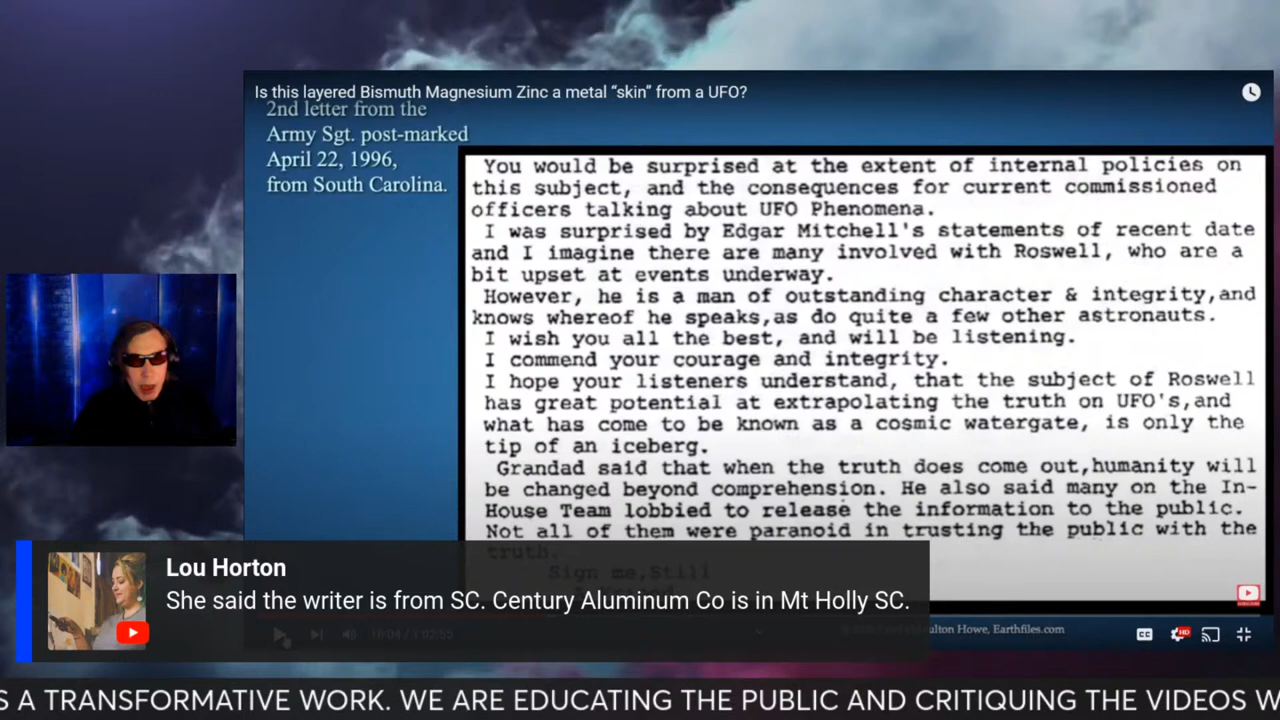 Is this layered Bismuth Magnesium Zinc a metal “skin” from a UFO?
2nd letter from the
Army Sgt. post-marked
April 22, 1996,
from South Carolina.
You would be surprised at the extent of internal policies on
this subject, and the consequences for current commissioned
officers talking about UFO Phenomena.
I was surprised by Edgar Mitchell's statements of recent date
and I imagine there are many involved with Roswell, who are a
bit upset at events underway.
However, he is a man of outstanding character & integrity,and
knows whereof he speaks,as do quite a few other astronauts.
I wish you all the best, and will be listening.
I commend your courage and integrity.
I hope your listeners understand, that the subject of Roswell
has great potential at extrapolating the truth on UFO's,and
what has come to be known as a cosmic watergate, is only the
tip of an iceberg.
Grandad said that when the truth does come out,humanity will
be changed beyond comprehension. He also said many on the In-
House Team lobbied to release the information to the public.
Not all of them were paranoid in trusting the public with the
truth.
Sign me,Still
Lou Horton
She said the writer is from SC. Century Aluminum Co is in Mt Holly SC.
Howe, Earthfiles.com
CC
HD
SUBSCRIBE
S A TRANSFORMATIVE WORK. WE ARE EDUCATING THE PUBLIC AND CRITIQUING THE VIDEOS W